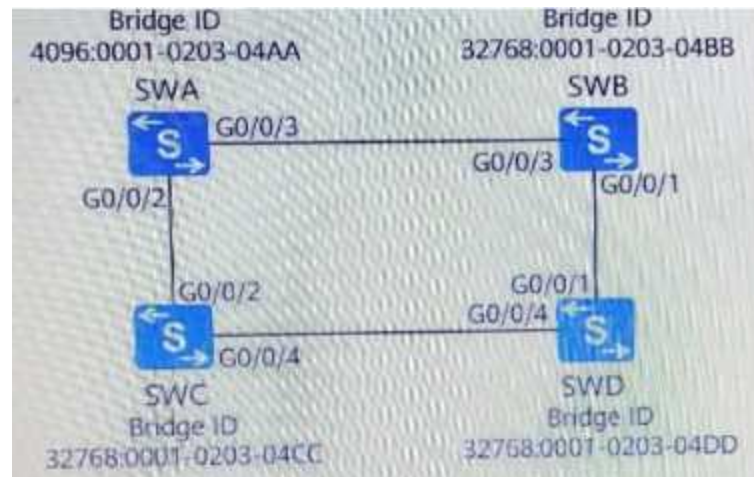 Bridge ID
4096:0001-0203-04AA
SWA
Bridge ID
32768:0001-0203-04BB
SWB
S
G0/0/3
G0/0/3
S
G0/0/2
G0/0/1
G0/0/2
G0/0/1
G0/0/4
S
G0/0/4
S
SWC
Bridge ID
32768:0001-0203-04CC
SWD
Bridge ID
32768:0001-0203-04DD